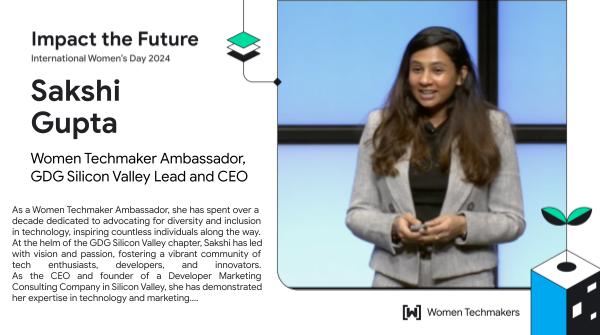 Impact the Future
International Women's Day 2024
Sakshi
Gupta
Women Techmaker Ambassador,
GDG Silicon Valley Lead and CEO
As a Women Techmaker Ambassador, she has spent over a
decade dedicated to advocating for diversity and inclusion
in technology, inspiring countless individuals along the way.
At the helm of the GDG Silicon Valley chapter, Sakshi has led
with vision and passion, fostering a vibrant community of
tech enthusiasts, developers, and innovators.
As the CEO and founder of a Developer Marketing
Consulting Company in Silicon Valley, she has demonstrated
her expertise in technology and marketing....
Women Techmakers